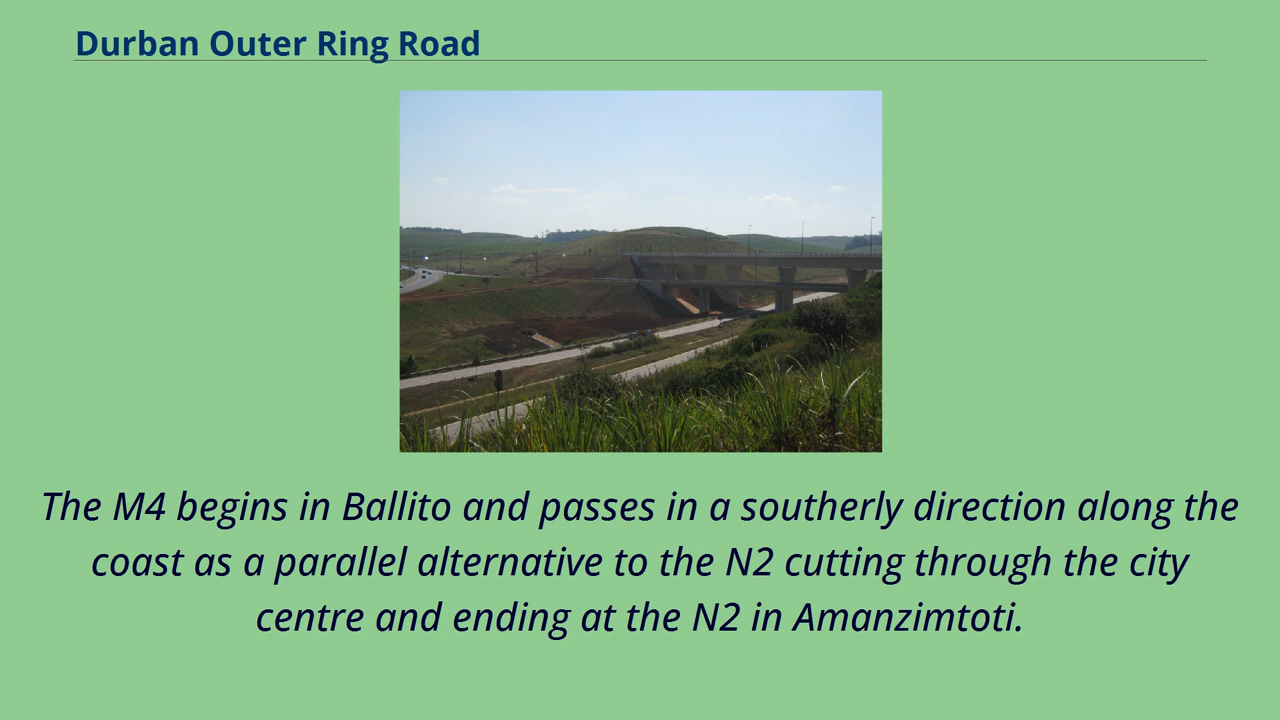 Durban Outer Ring Road
The M4 begins in Ballito and passes in a southerly direction along the
coast as a parallel alternative to the N2 cutting through the city
centre and ending at the N2 in Amanzimtoti.